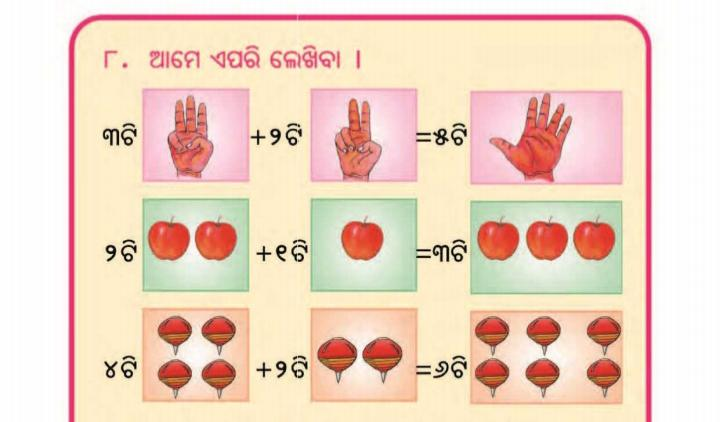 ୮. ଆମେ ଏପରି ଲେଖିବା ।
୩ଟି +୨ଟି =୫ଟି
୨ଟି +୧ଟି =୩ଟି
୪ଟି +୨ଟି =୬ଟି